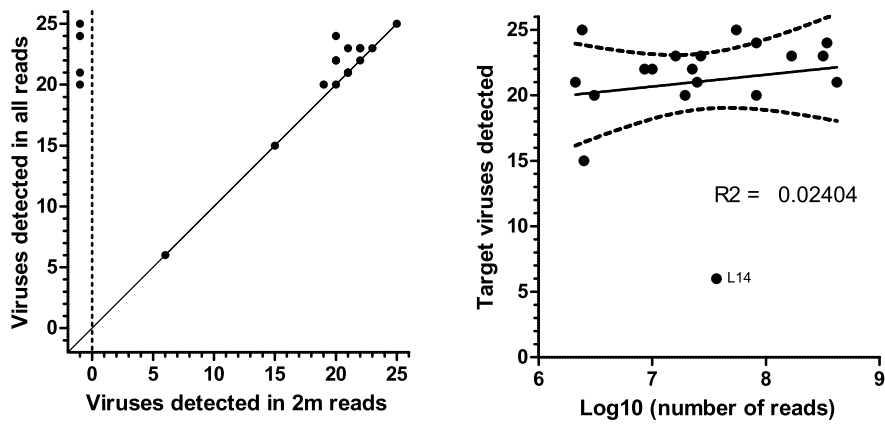 25
20
15
10
5
0
Viruses detected in all reads
0 5 10 15 20 25
Viruses detected in 2m reads
25
20
15
10
5
0
Target viruses detected
R2 = 0.02404
L14
6 7 8 9
Log10 (number of reads)